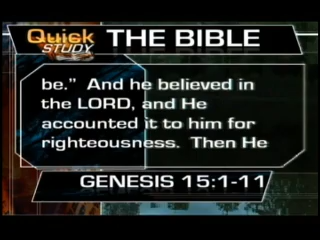 Quick THE BIBLE
STUDY
be.” And he believed in
the LORD, and He
accounted it to him for
righteousness. Then He
GENESIS 15:1-11